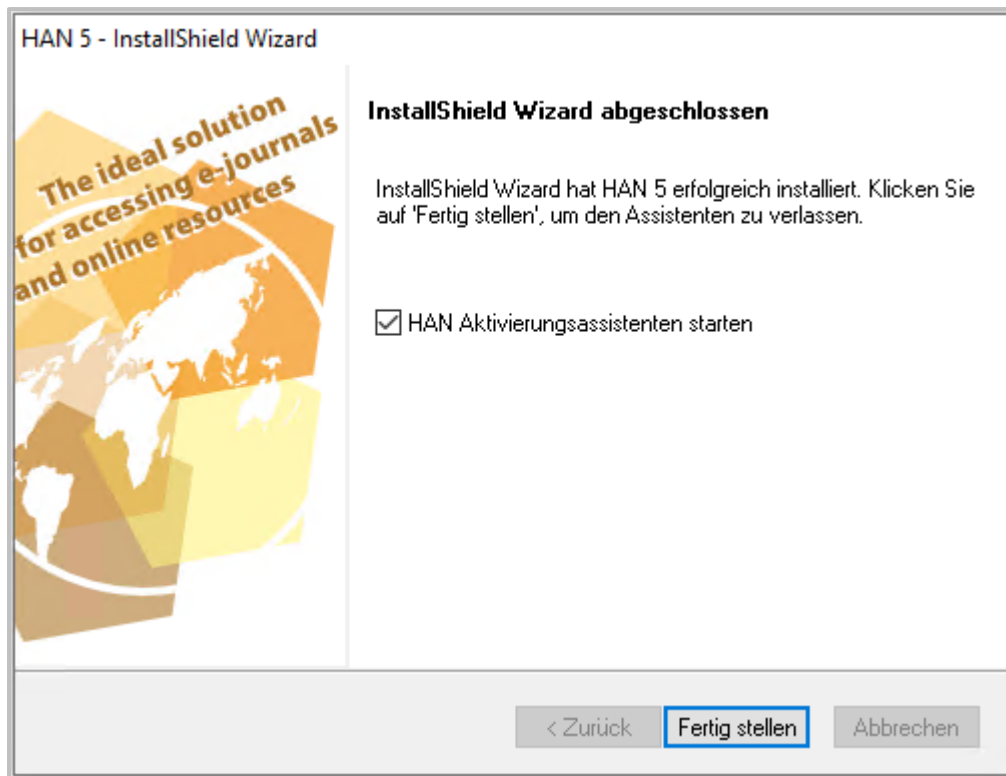 HAN 5 - InstallShield Wizard
The ideal solution
for accessing e-journals
and online resources
InstallShield Wizard abgeschlossen
InstallShield Wizard hat HAN 5 erfolgreich installiert. Klicken Sie
auf 'Fertig stellen', um den Assistenten zu verlassen.
HAN Aktivierungsassistenten starten
< Zurück
Fertig stellen
Abbrechen